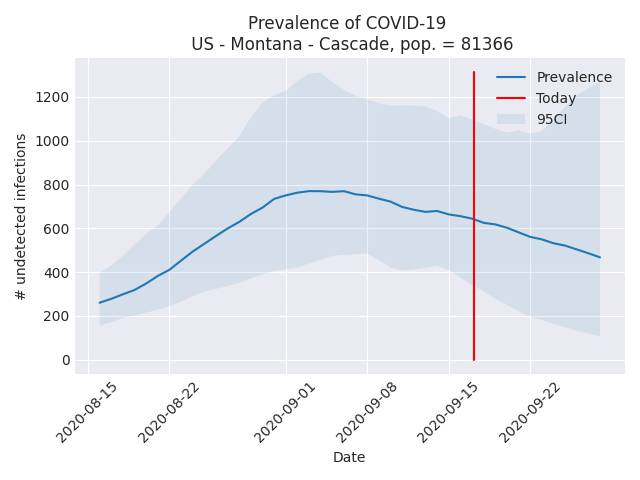 Prevalence of COVID-19
US - Montana - Cascade, pop. = 81366
Prevalence
Today
95CI
# undetected infections
1200
1000
800
600
400
200
0
2020-08-15
2020-08-22
2020-09-01
2020-09-08
2020-09-15
2020-09-22
Date